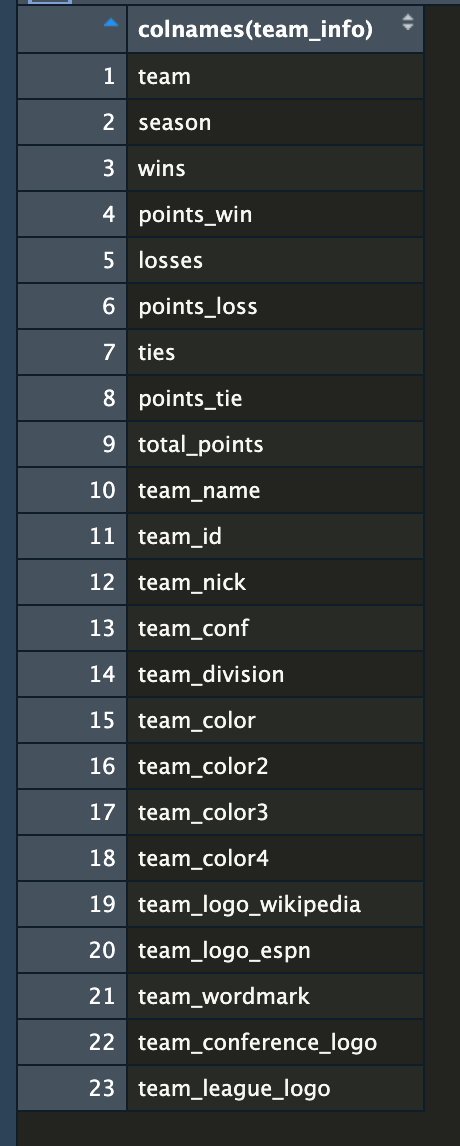 colnames(team_info)
1 team
2 season
3 wins
4 points_win
5 losses
6 points_loss
7 ties
8 points_tie
9 total_points
10 team_name
11 team_id
12 team_nick
13 team_conf
14 team_division
15 team_color
16 team_color2
17 team_color3
18 team_color4
19 team_logo_wikipedia
20 team_logo_espn
21 team_wordmark
22 team_conference_logo
23 team_league_logo